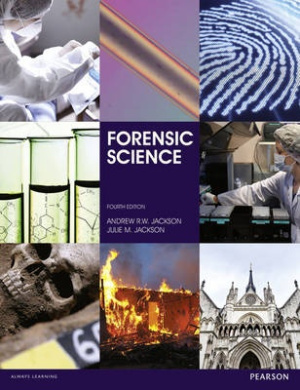 FORENSIC
SCIENCE
FOURTH EDITION
ANDREW R.W. JACKSON
JULIE M. JACKSON
ALWAYS LEARNING
PEARSON